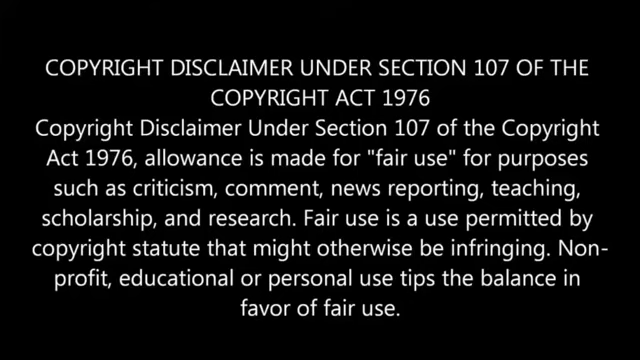 COPYRIGHT DISCLAIMER UNDER SECTION 107 OF THE
COPYRIGHT ACT 1976
Copyright Disclaimer Under Section 107 of the Copyright
Act 1976, allowance is made for "fair use" for purposes
such as criticism, comment, news reporting, teaching,
scholarship, and research. Fair use is a use permitted by
copyright statute that might otherwise be infringing. Non-
profit, educational or personal use tips the balance in
favor of fair use.